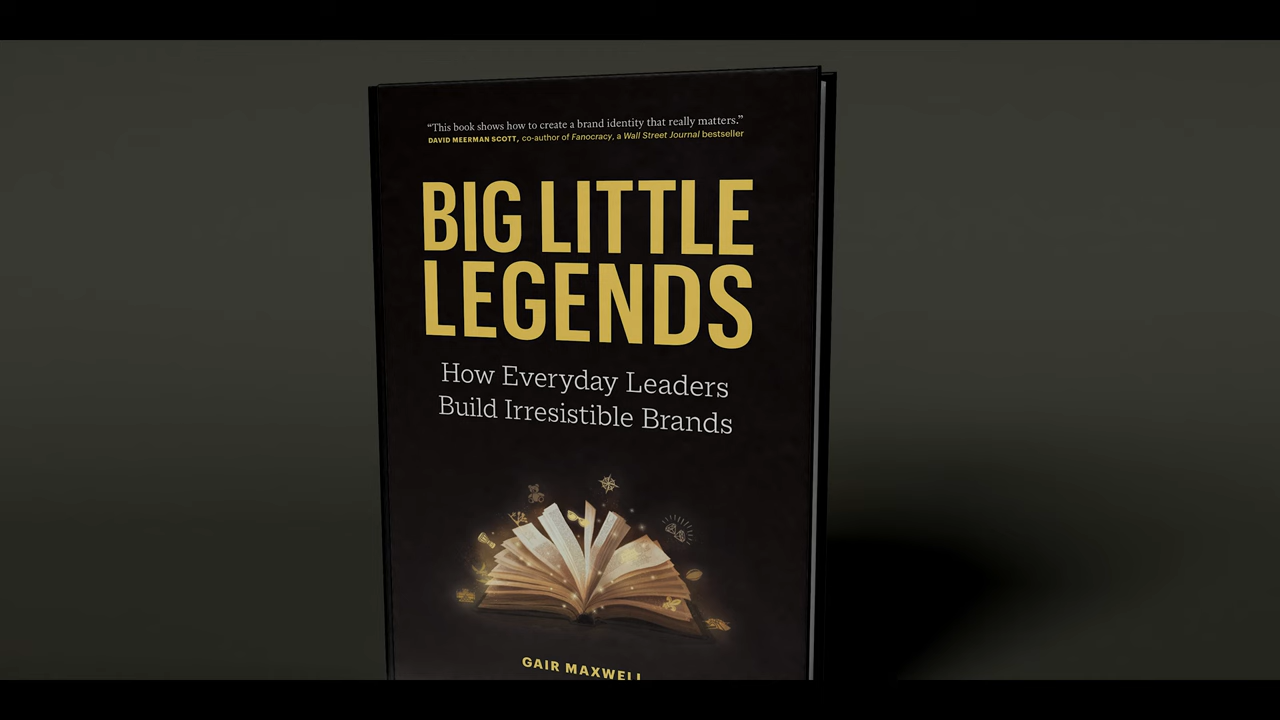 “This book shows how to create a brand identity that really matters.”
DAVID MEERMAN SCOTT, co-author of Fanocracy, a Wall Street Journal bestseller
BIG LITTLE
LEGENDS
How Everyday Leaders
Build Irresistible Brands
GAIR MAXWELL